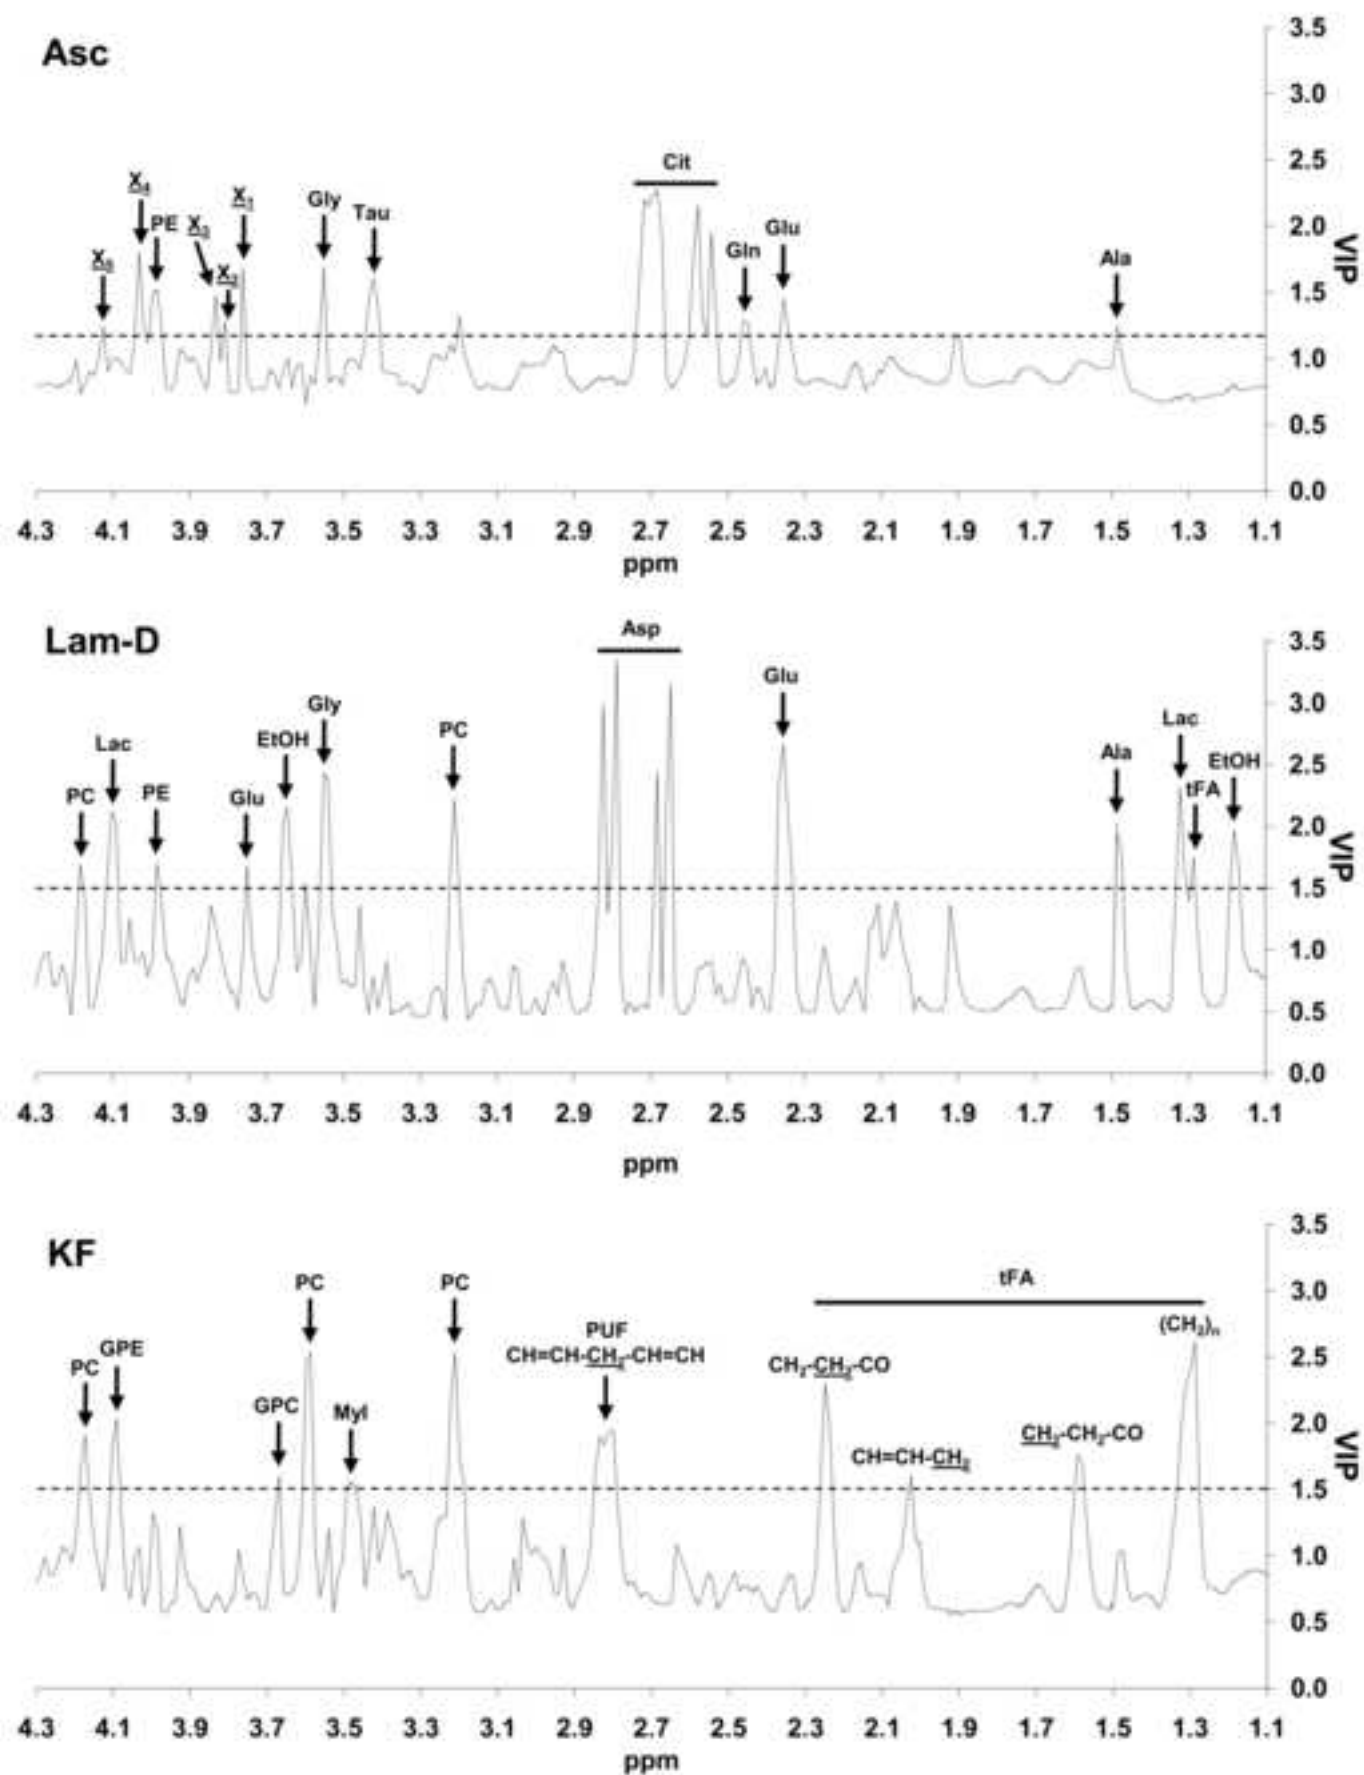 Asc
3.5
3.0
2.5
2.0
1.5
1.0
0.5
0.0
VIP
Cit
X4
PE
X3
X1
Gly
Tau
X2
Gln
Glu
Ala
4.3 4.1 3.9 3.7 3.5 3.3 3.1 2.9 2.7 2.5 2.3 2.1 1.9 1.7 1.5 1.3 1.1
ppm
Lam-D
3.5
3.0
2.5
2.0
1.5
1.0
0.5
0.0
VIP
Asp
PC
Lac
PE
Glu
EtOH
Gly
PC
Glu
Ala
Lac
tFA
EtOH
4.3 4.1 3.9 3.7 3.5 3.3 3.1 2.9 2.7 2.5 2.3 2.1 1.9 1.7 1.5 1.3 1.1
ppm
KF
3.5
3.0
2.5
2.0
1.5
1.0
0.5
0.0
VIP
PC
GPE
GPC
PC
MyI
PC
PUF
CH=CH-CH2-CH=CH
tFA
CH2-CH2-CO
CH=CH-CH2
CH2-CH2-CO
(CH2)n
4.3 4.1 3.9 3.7 3.5 3.3 3.1 2.9 2.7 2.5 2.3 2.1 1.9 1.7 1.5 1.3 1.1
ppm